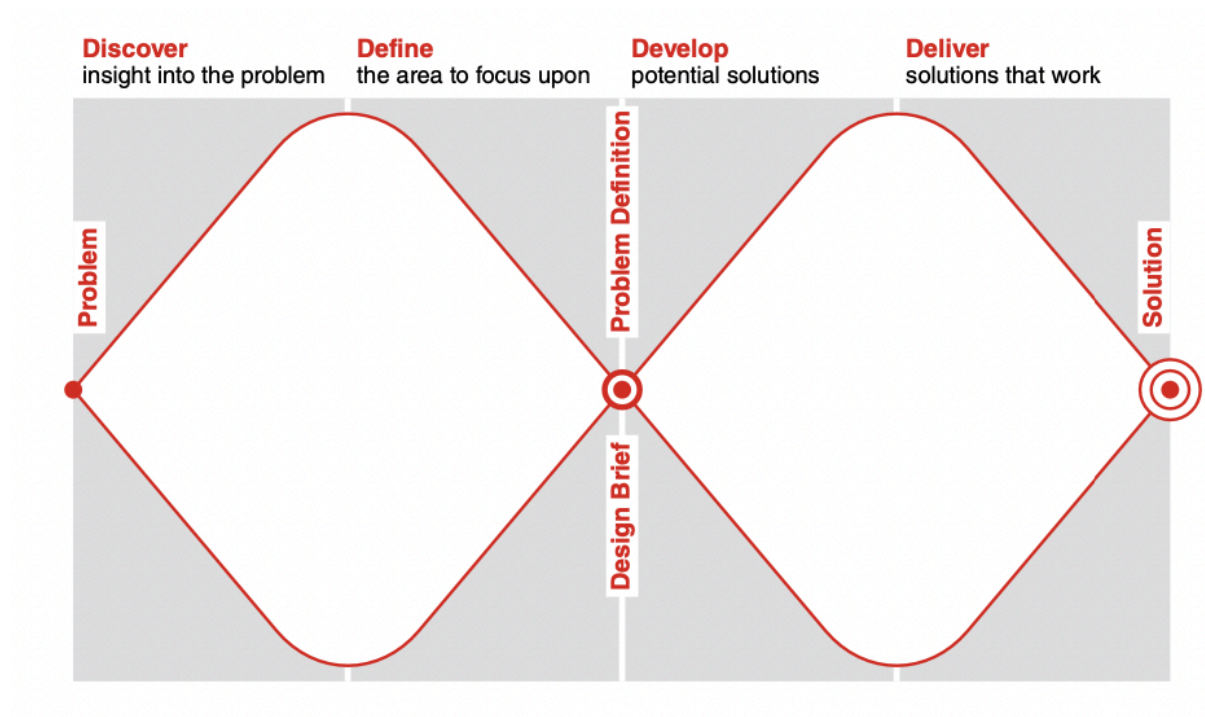 Discover
insight into the problem
Define
the area to focus upon
Develop
potential solutions
Deliver
solutions that work
Problem
Problem Definition
Design Brief
Solution